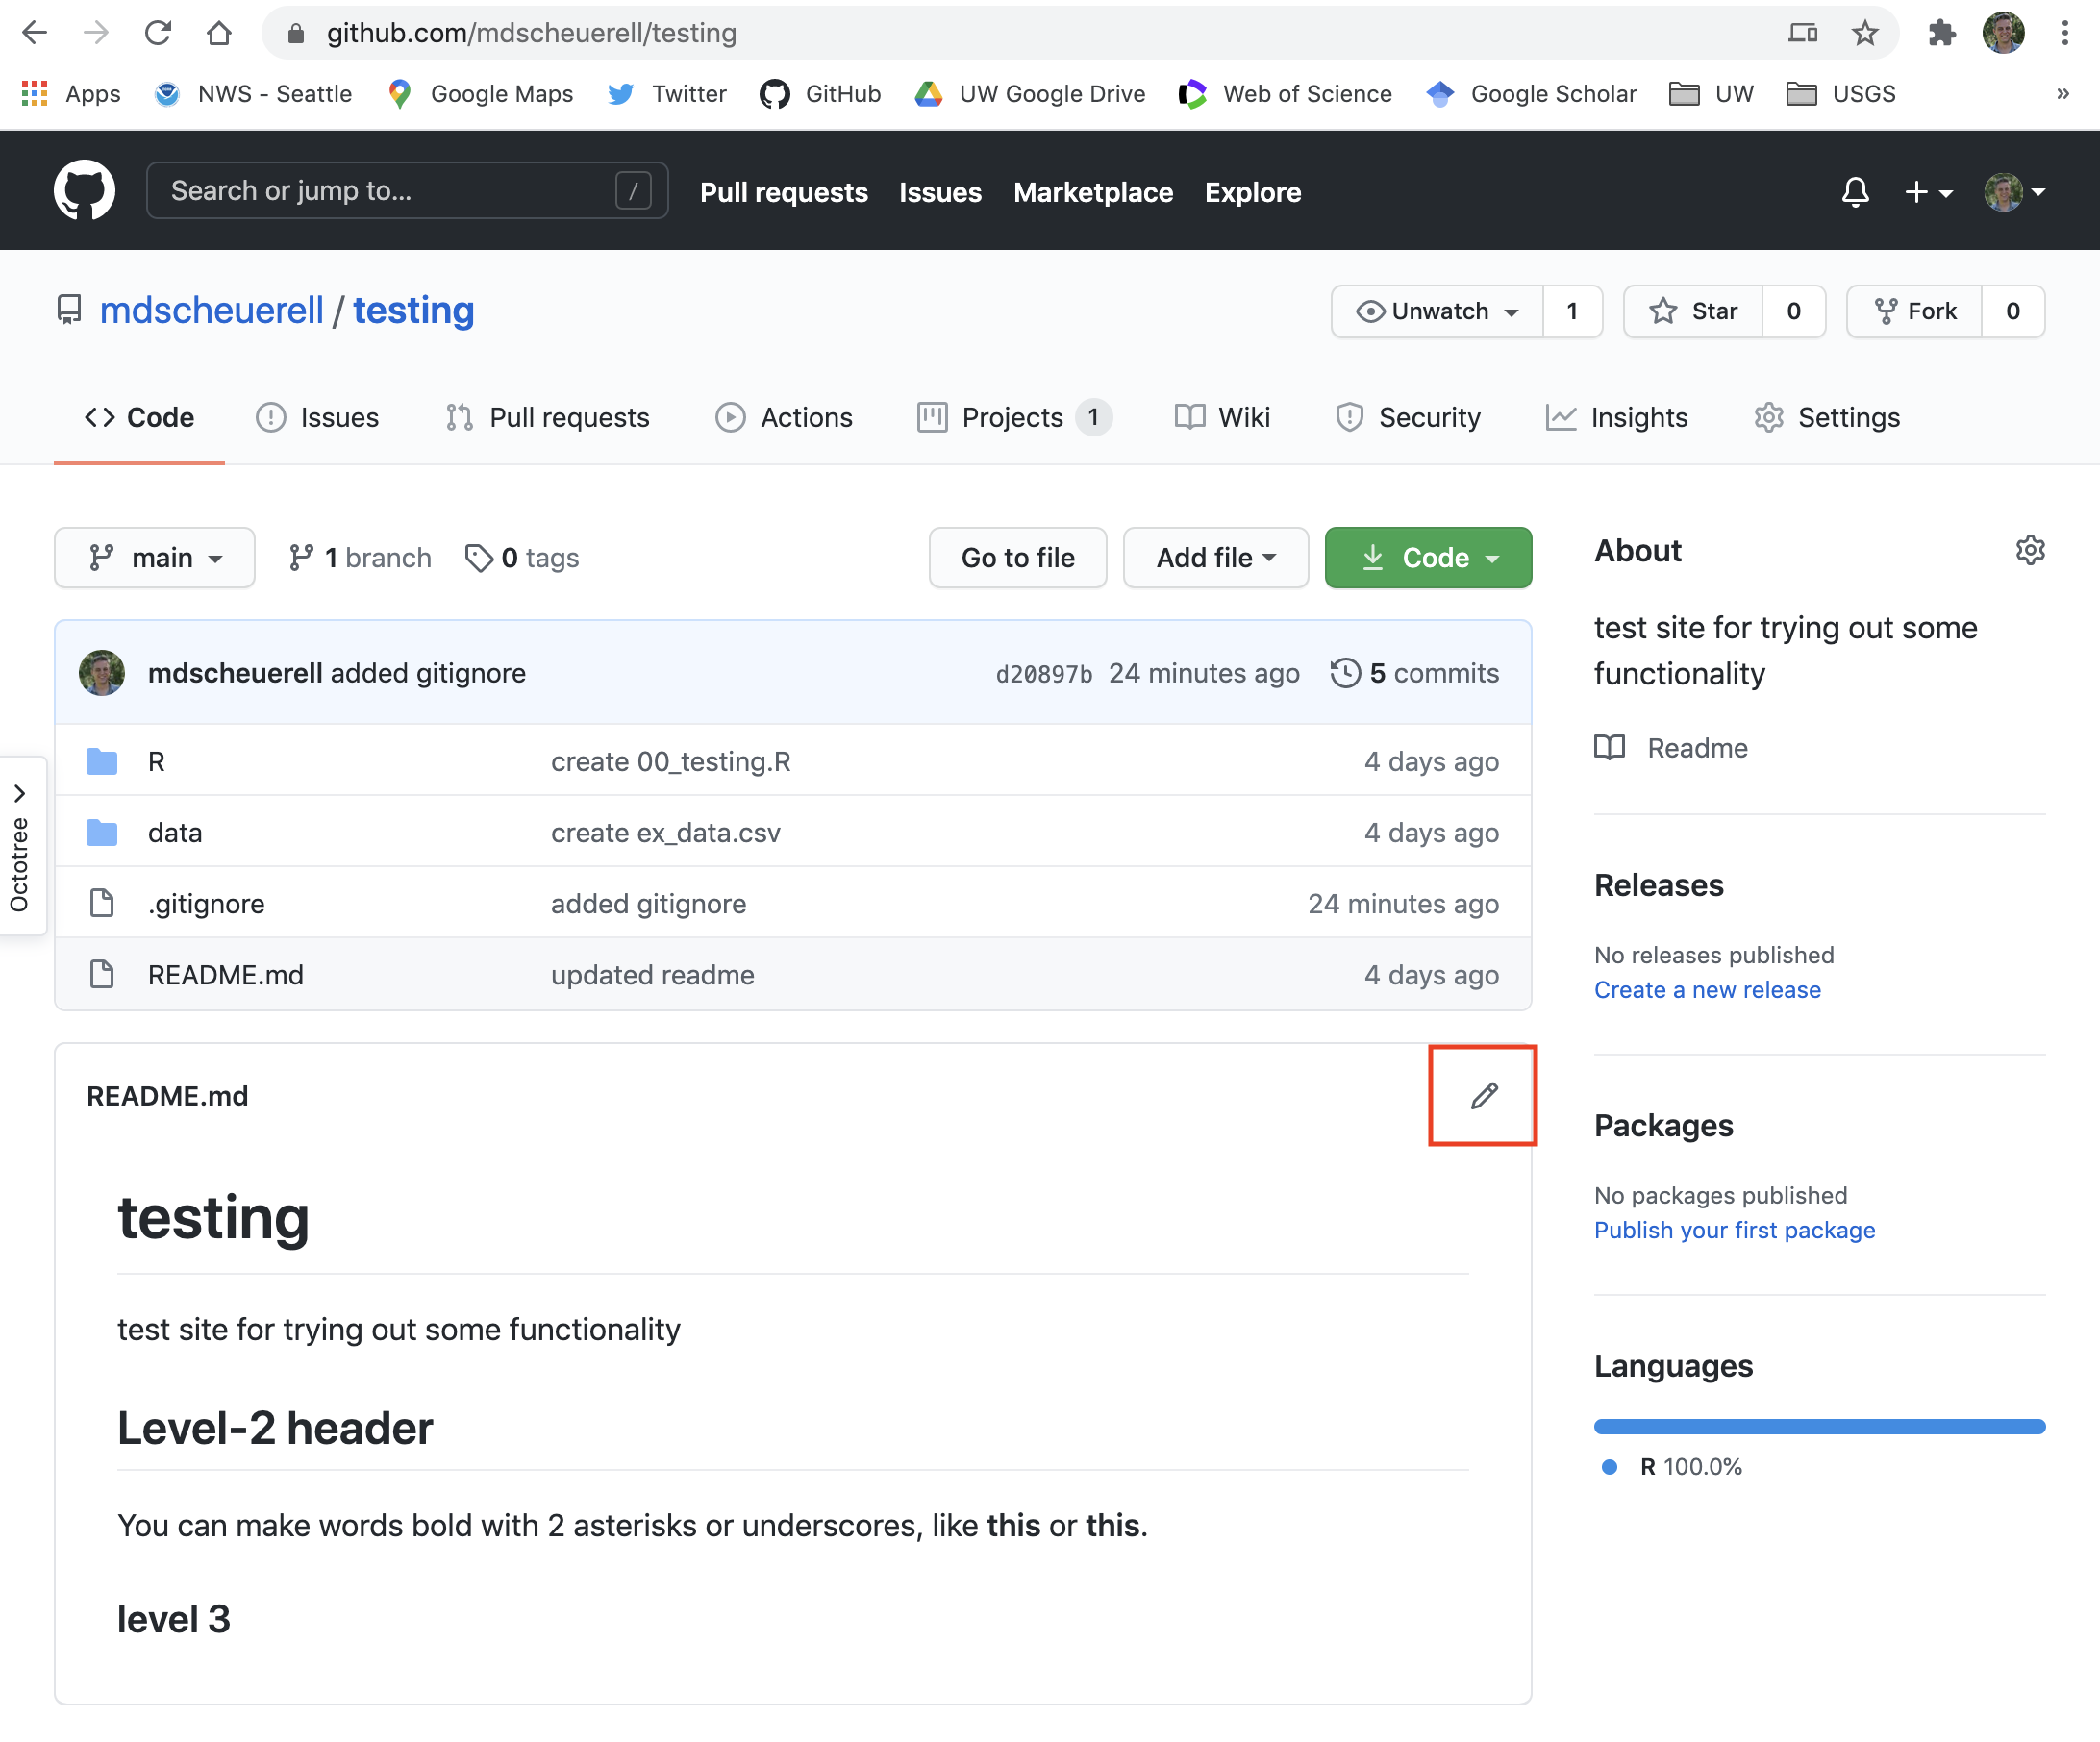 github.com/mdscheuerell/testing
Apps NWS - Seattle Google Maps Twitter GitHub UW Google Drive Web of Science Google Scholar UW USGS »
Search or jump to... / Pull requests Issues Marketplace Explore
mdscheuerell / testing Unwatch 1 Star 0 Fork 0
Code Issues Pull requests Actions Projects 1 Wiki Security Insights Settings
main 1 branch 0 tags Go to file Add file Code
mdscheuerell added gitignore d20897b 24 minutes ago 5 commits
R create 00_testing.R 4 days ago
data create ex_data.csv 4 days ago
.gitignore added gitignore 24 minutes ago
README.md updated readme 4 days ago
Octotree
README.md
testing
test site for trying out some functionality
Level-2 header
You can make words bold with 2 asterisks or underscores, like this or this.
level 3
About
test site for trying out some
functionality
Readme
Releases
No releases published
Create a new release
Packages
No packages published
Publish your first package
Languages
R 100.0%